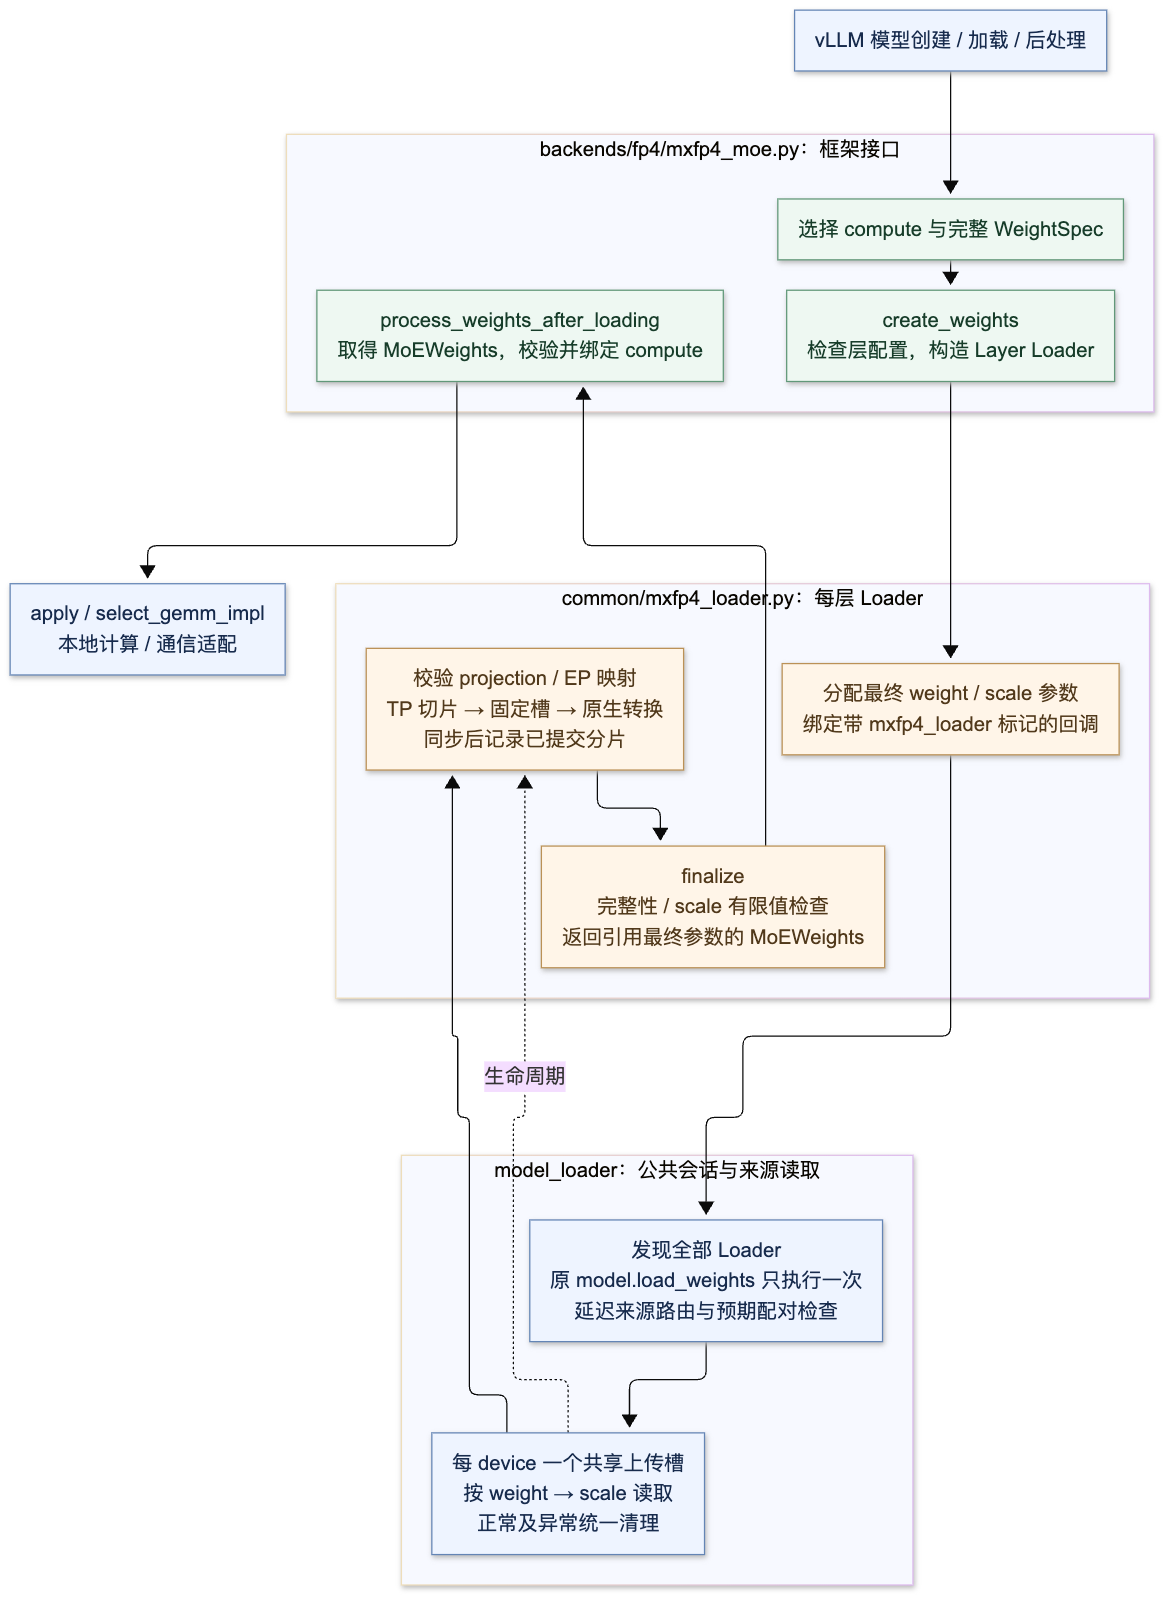 vLLM 模型创建 / 加载 / 后处理
backends/fp4/mxfp4_moe.py：框架接口
选择 compute 与完整 WeightSpec
process_weights_after_loading
取得 MoEWeights，校验并绑定 compute
create_weights
检查层配置，构造 Layer Loader
apply / select_gemm_impl
本地计算 / 通信适配
common/mxfp4_loader.py：每层 Loader
校验 projection / EP 映射
TP 切片 → 固定槽 → 原生转换
同步后记录已提交分片
分配最终 weight / scale 参数
绑定带 mxfp4_loader 标记的回调
finalize
完整性 / scale 有限值检查
返回引用最终参数的 MoEWeights
生命周期
model_loader：公共会话与来源读取
发现全部 Loader
原 model.load_weights 只执行一次
延迟来源路由与预期配对检查
每 device 一个共享上传槽
按 weight → scale 读取
正常及异常统一清理